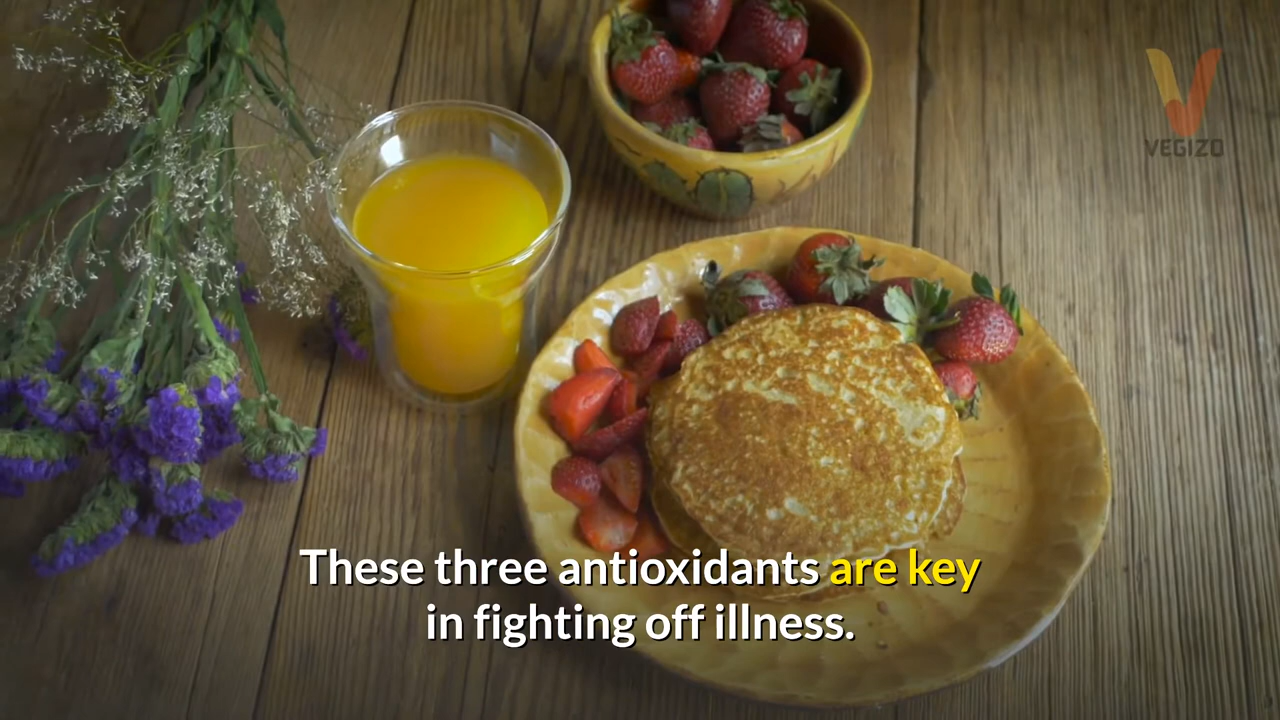 VEGIZO
These three antioxidants are key
in fighting off illness.